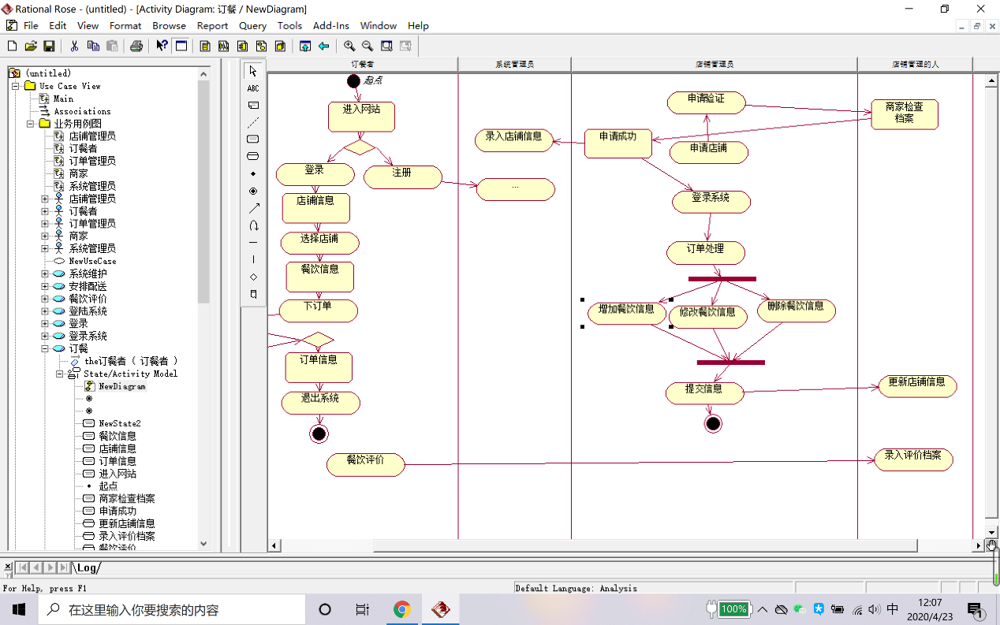 Rational Rose - (untitled) - [Activity Diagram: 订餐 / NewDiagram]
File Edit View Format Browse Report Query Tools Add-Ins Window Help
(untitled)
Use Case View
Main
Associations
业务用例图
店铺管理员
订餐者
订单管理员
商家
系统管理员
店铺管理员
订餐者
订单管理员
商家
系统管理员
NewUseCase
系统维护
安排配送
餐饮评价
登陆系统
登录
登录系统
订餐
the订餐者 ( 订餐者 )
State/Activity Model
NewDiagram
NewState2
餐饮信息
店铺信息
订单信息
进入网站
起点
商家检查档案
申请成功
更新店铺信息
录入评价档案
餐饮评价
ABC
订餐者 系统管理员 店铺管理员 店铺管理的人
起点
进入网站
登录
注册
店铺信息
选择店铺
餐饮信息
下订单
订单信息
退出系统
餐饮评价
录入店铺信息
...
申请验证
申请成功
申请店铺
登录系统
订单处理
增加餐饮信息
修改餐饮信息
删除餐饮信息
提交信息
商家检查
档案
更新店铺信息
录入评价档案
Log
For Help, press F1
Default Language: Analysis
在这里输入你要搜索的内容
100%
中
12:07
2020/4/23
1